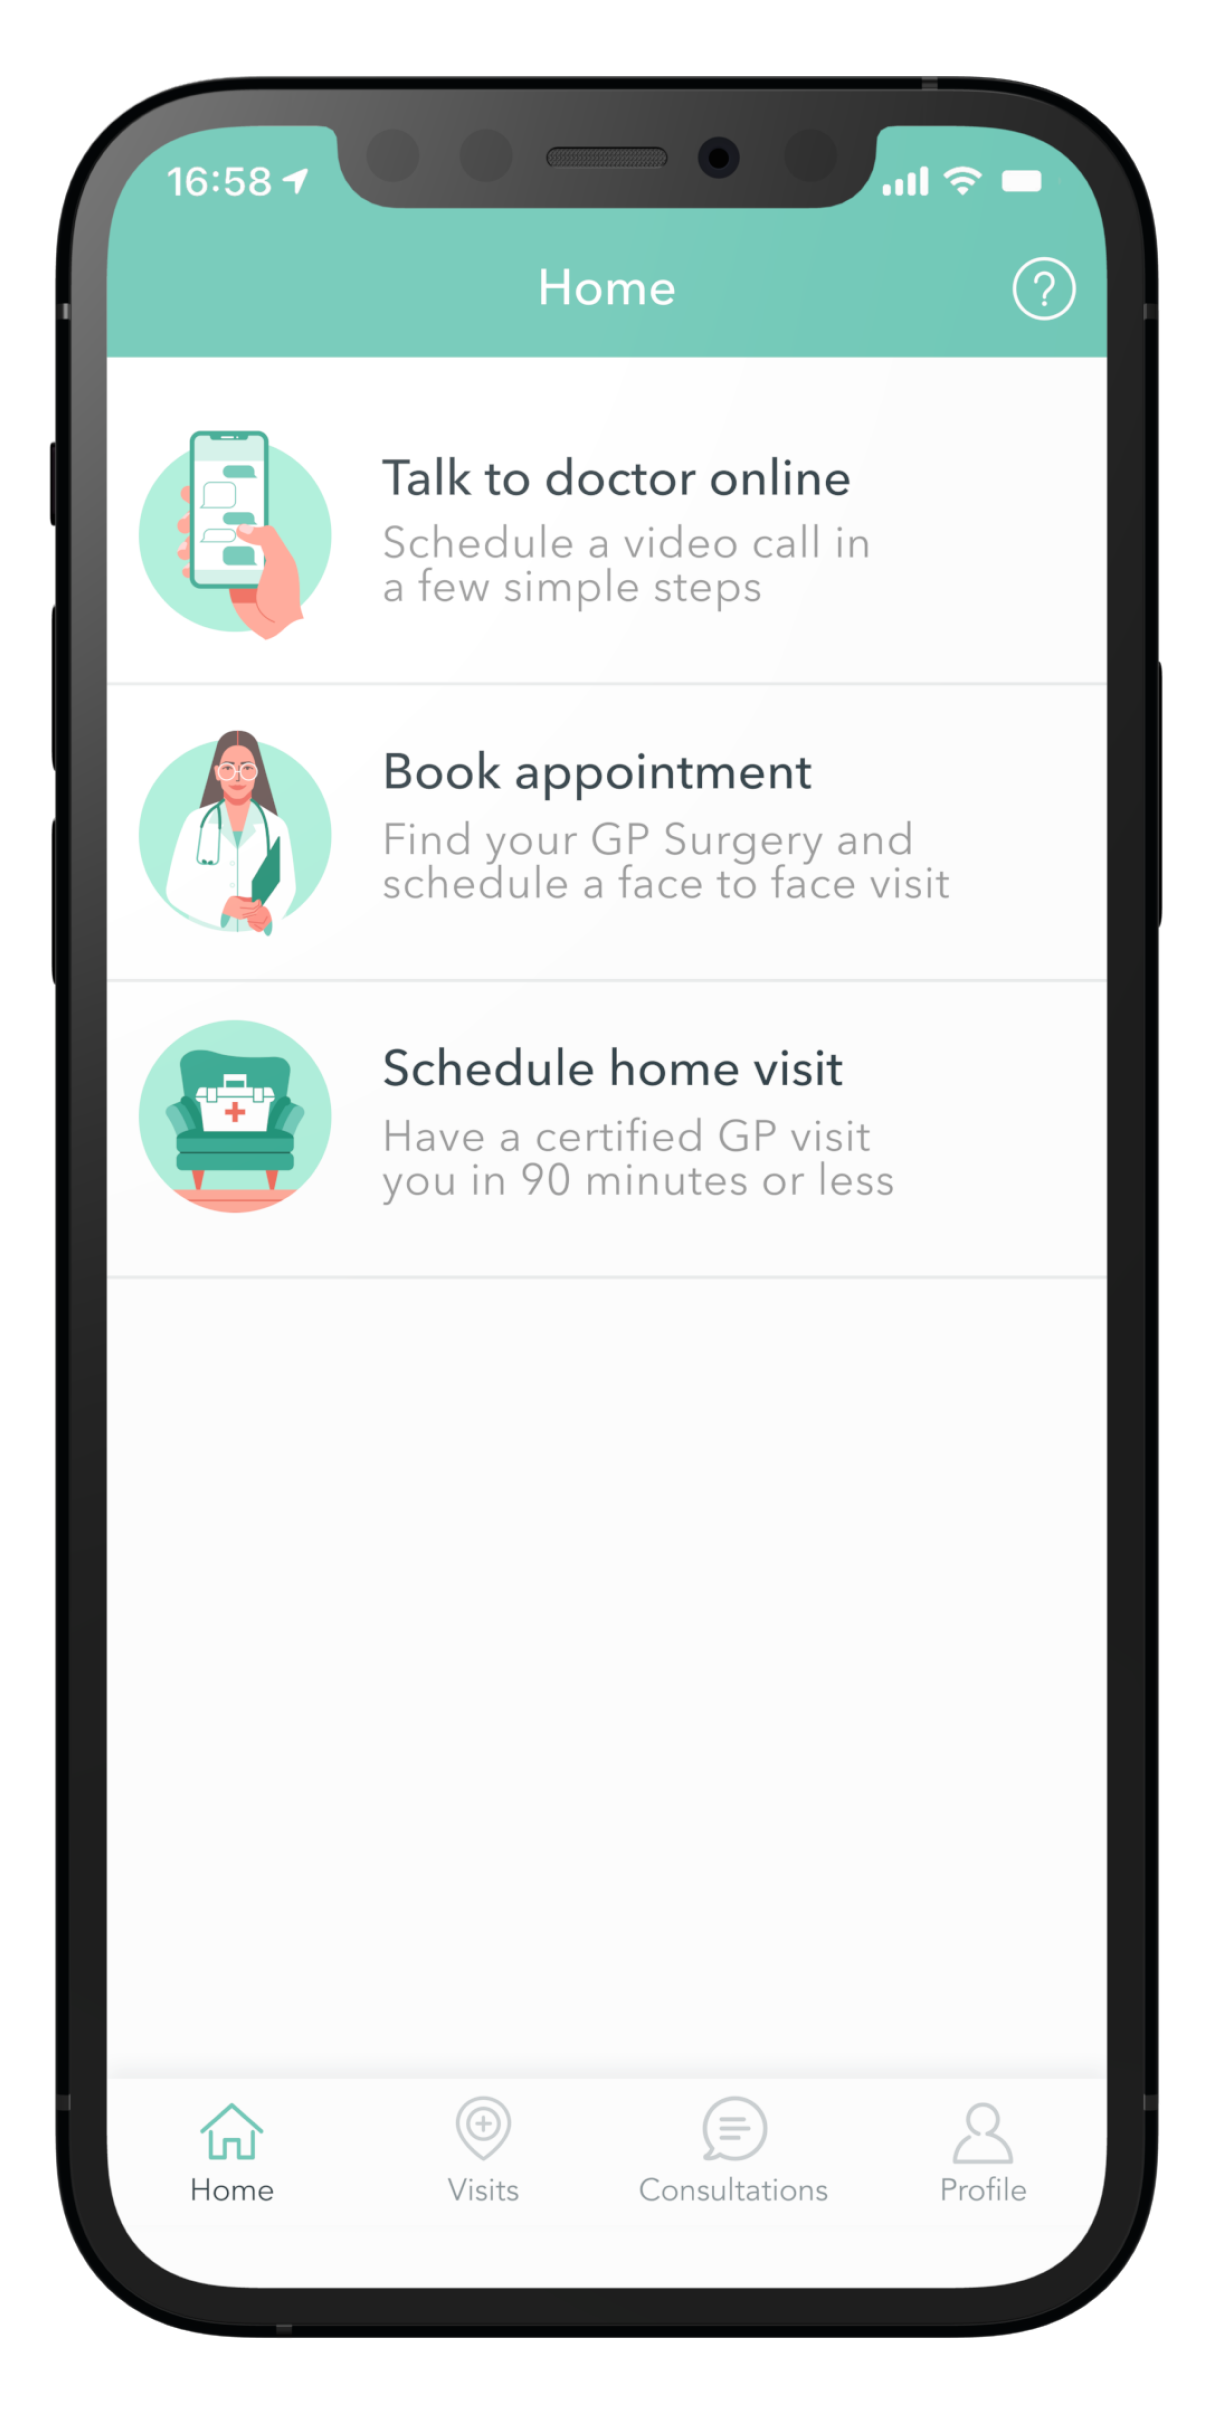 16:58
Home
?
Talk to doctor online
Schedule a video call in
a few simple steps
Book appointment
Find your GP Surgery and
schedule a face to face visit
Schedule home visit
Have a certified GP visit
you in 90 minutes or less
Home
Visits
Consultations
Profile